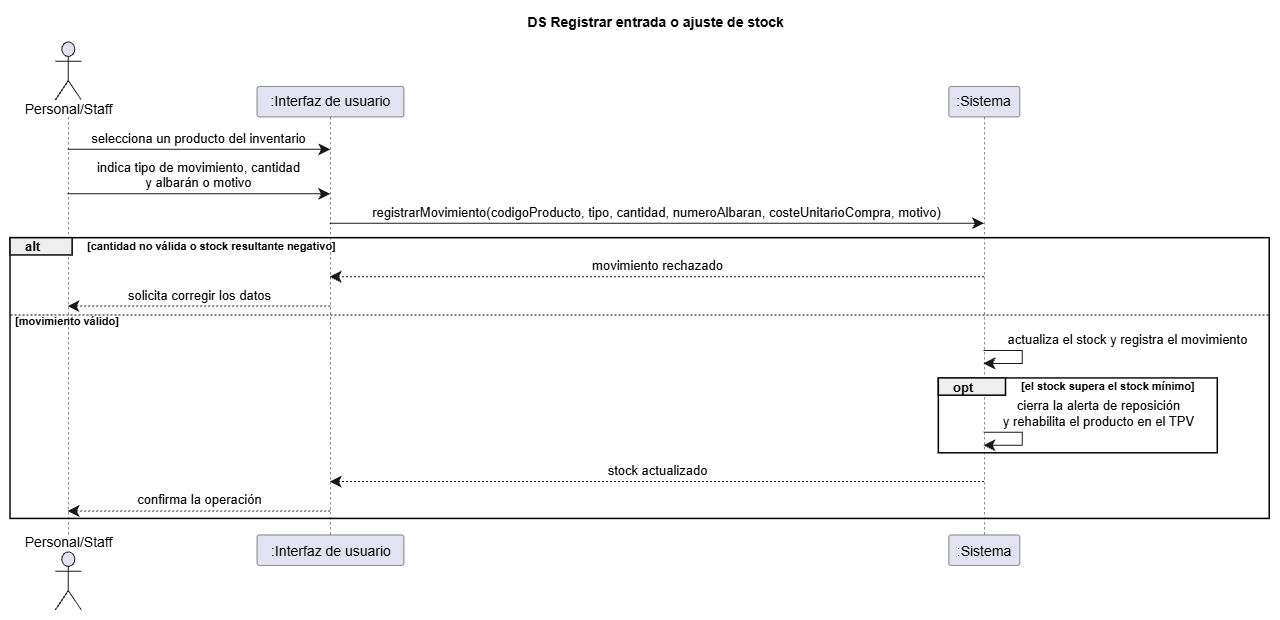 DS Registrar entrada o ajuste de stock
Personal/Staff
:Interfaz de usuario
:Sistema
selecciona un producto del inventario
indica tipo de movimiento, cantidad
y albarán o motivo
registrarMovimiento(codigoProducto, tipo, cantidad, numeroAlbaran, costeUnitarioCompra, motivo)
alt
[cantidad no válida o stock resultante negativo]
movimiento rechazado
solicita corregir los datos
[movimiento válido]
actualiza el stock y registra el movimiento
opt
[el stock supera el stock mínimo]
cierra la alerta de reposición
y rehabilita el producto en el TPV
stock actualizado
confirma la operación
Personal/Staff
:Interfaz de usuario
:Sistema